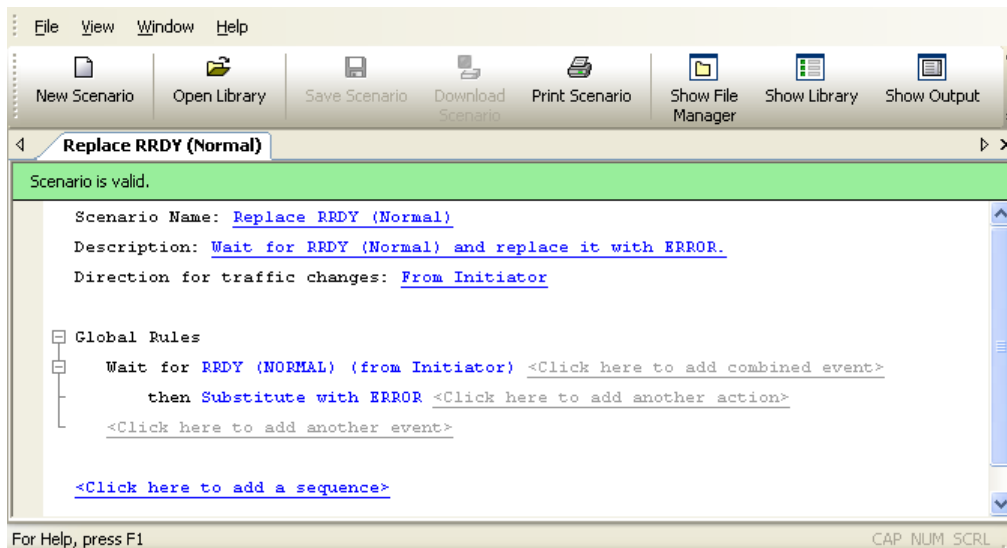 File View Window Help
New Scenario Open Library Save Scenario Download Scenario Print Scenario Show File Manager Show Library Show Output
Replace RRDY (Normal)
Scenario is valid.
Scenario Name: Replace RRDY (Normal)
Description: Wait for RRDY (Normal) and replace it with ERROR.
Direction for traffic changes: From Initiator
Global Rules
Wait for RRDY (NORMAL) (from Initiator) <Click here to add combined event>
then Substitute with ERROR <Click here to add another action>
<Click here to add another event>
<Click here to add a sequence>
For Help, press F1 CAP NUM SCRL